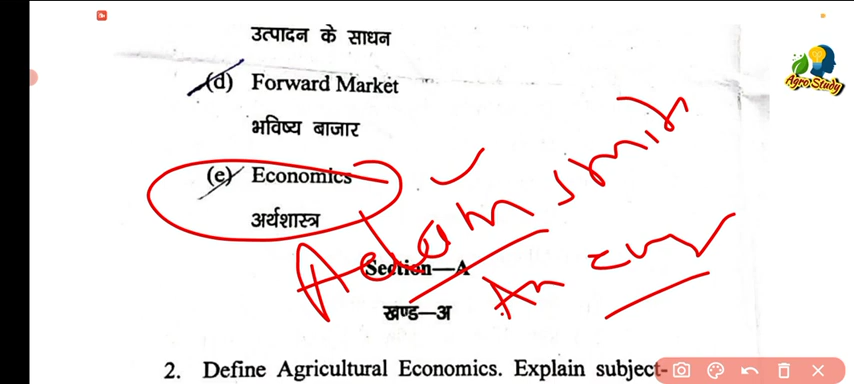 उत्पादन के साधन
(d) Forward Market
भविष्य बाजार
(e) Economics
अर्थशास्त्र
Adam smith
An
Section—A
खण्ड—अ
2. Define Agricultural Economics. Explain subject-
Agro Study